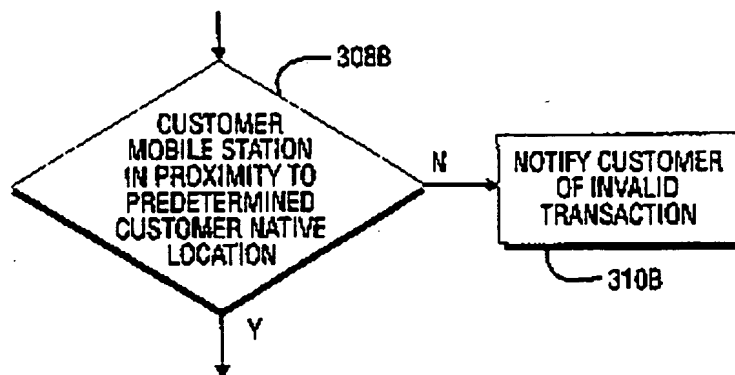 308B
CUSTOMER
MOBILE STATION
IN PROXIMITY TO
PREDETERMINED
CUSTOMER NATIVE
LOCATION
N
NOTIFY CUSTOMER
OF INVALID
TRANSACTION
310B
Y